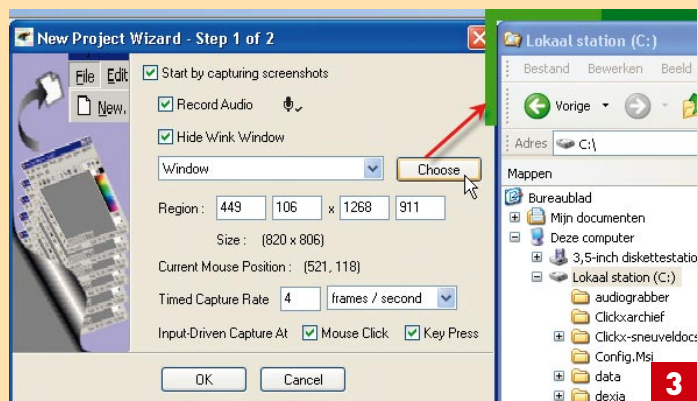 New Project Wizard - Step 1 of 2
File Edit
New.
Start by capturing screenshots
Record Audio
Hide Wink Window
Window
Choose
Region : 449 106 x 1268 911
Size : (820 x 806)
Current Mouse Position : (521, 118)
Timed Capture Rate 4 frames / second
Input-Driven Capture At Mouse Click Key Press
OK Cancel
Lokaal station (C:)
Bestand Bewerken Beeld
Vorige
Adres C:\
Mappen
Bureaublad
Mijn documenten
Deze computer
3,5-inch diskettestatio
Lokaal station (C:)
audiograbber
Clickxarchief
Clickx-sneuveldocs
Config.Msi
data
dexia
3